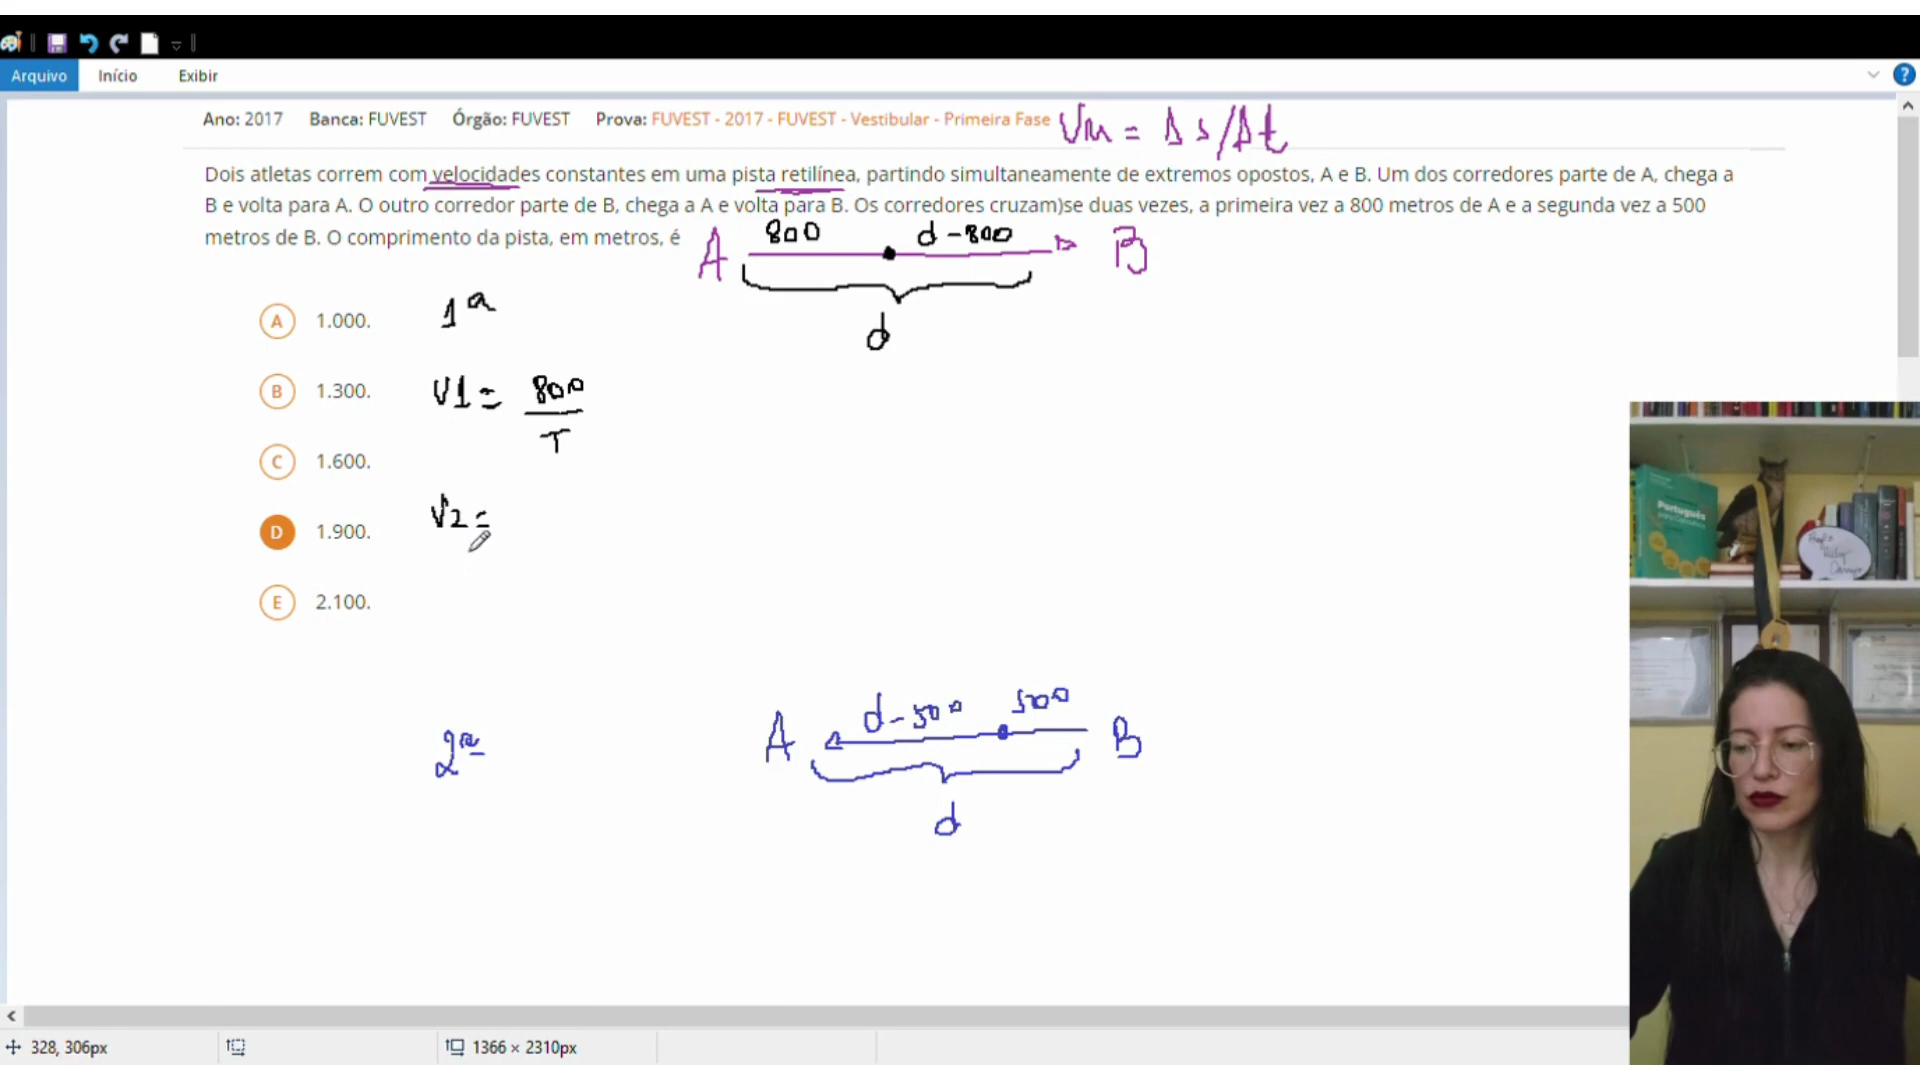 Arquivo Início Exibir
Ano: 2017 Banca: FUVEST Órgão: FUVEST Prova: FUVEST - 2017 - FUVEST - Vestibular - Primeira Fase
Vm = Δs/Δt
Dois atletas correm com velocidades constantes em uma pista retilínea, partindo simultaneamente de extremos opostos, A e B. Um dos corredores parte de A, chega a
B e volta para A. O outro corredor parte de B, chega a A e volta para B. Os corredores cruzam)se duas vezes, a primeira vez a 800 metros de A e a segunda vez a 500
metros de B. O comprimento da pista, em metros, é
A 800 d-800 B
d
1ª
A 1.000.
B 1.300.
V1 = 800
T
C 1.600.
V2 =
D 1.900.
E 2.100.
2ª
A d-500 500 B
d
Português
328, 306px
1366 × 2310px